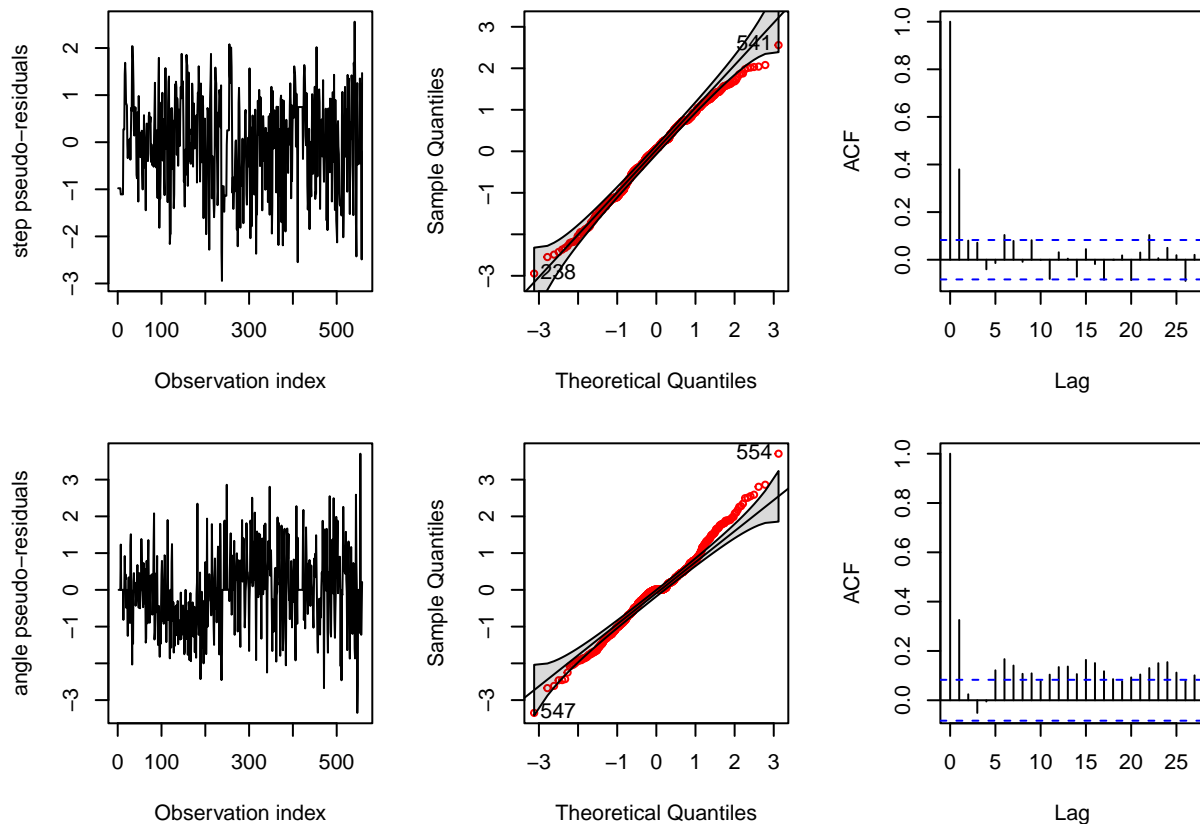 step pseudo−residuals
2
1
0
−1
−2
−3
0 100 300 500
Observation index
Sample Quantiles
3
2
1
0
−1
−3
541
238
−3 −1 0 1 2 3
Theoretical Quantiles
ACF
1.0
0.8
0.6
0.4
0.2
0.0
0 5 10 15 20 25
Lag
angle pseudo−residuals
3
2
1
0
−1
−3
0 100 300 500
Observation index
Sample Quantiles
3
2
1
0
−1
−3
554
547
−3 −1 0 1 2 3
Theoretical Quantiles
ACF
1.0
0.8
0.6
0.4
0.2
0.0
0 5 10 15 20 25
Lag